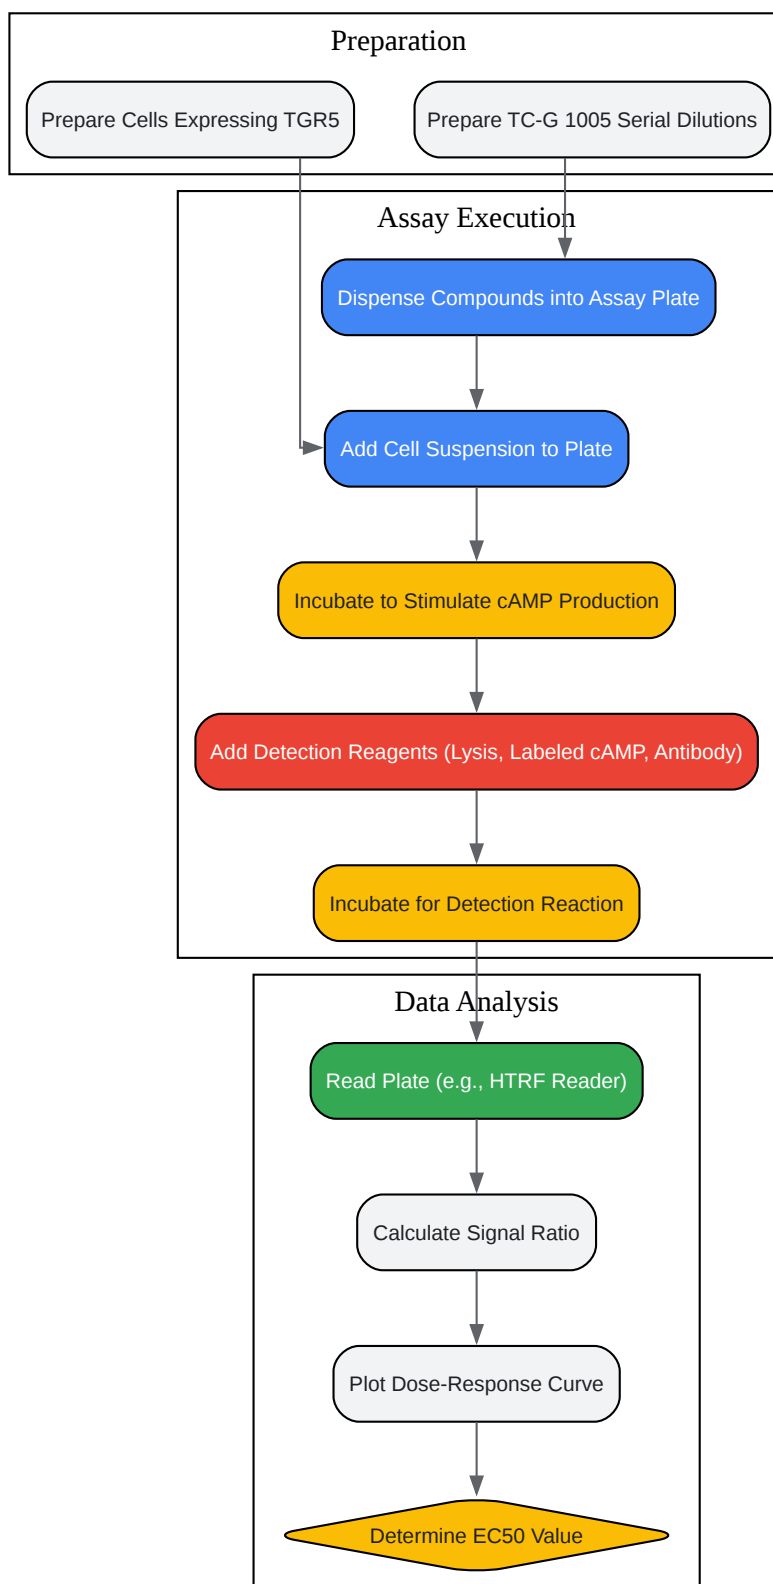 Preparation
Prepare Cells Expressing TGR5
Prepare TC-G 1005 Serial Dilutions
Assay Execution
Dispense Compounds into Assay Plate
Add Cell Suspension to Plate
Incubate to Stimulate cAMP Production
Add Detection Reagents (Lysis, Labeled cAMP, Antibody)
Incubate for Detection Reaction
Data Analysis
Read Plate (e.g., HTRF Reader)
Calculate Signal Ratio
Plot Dose-Response Curve
Determine EC50 Value